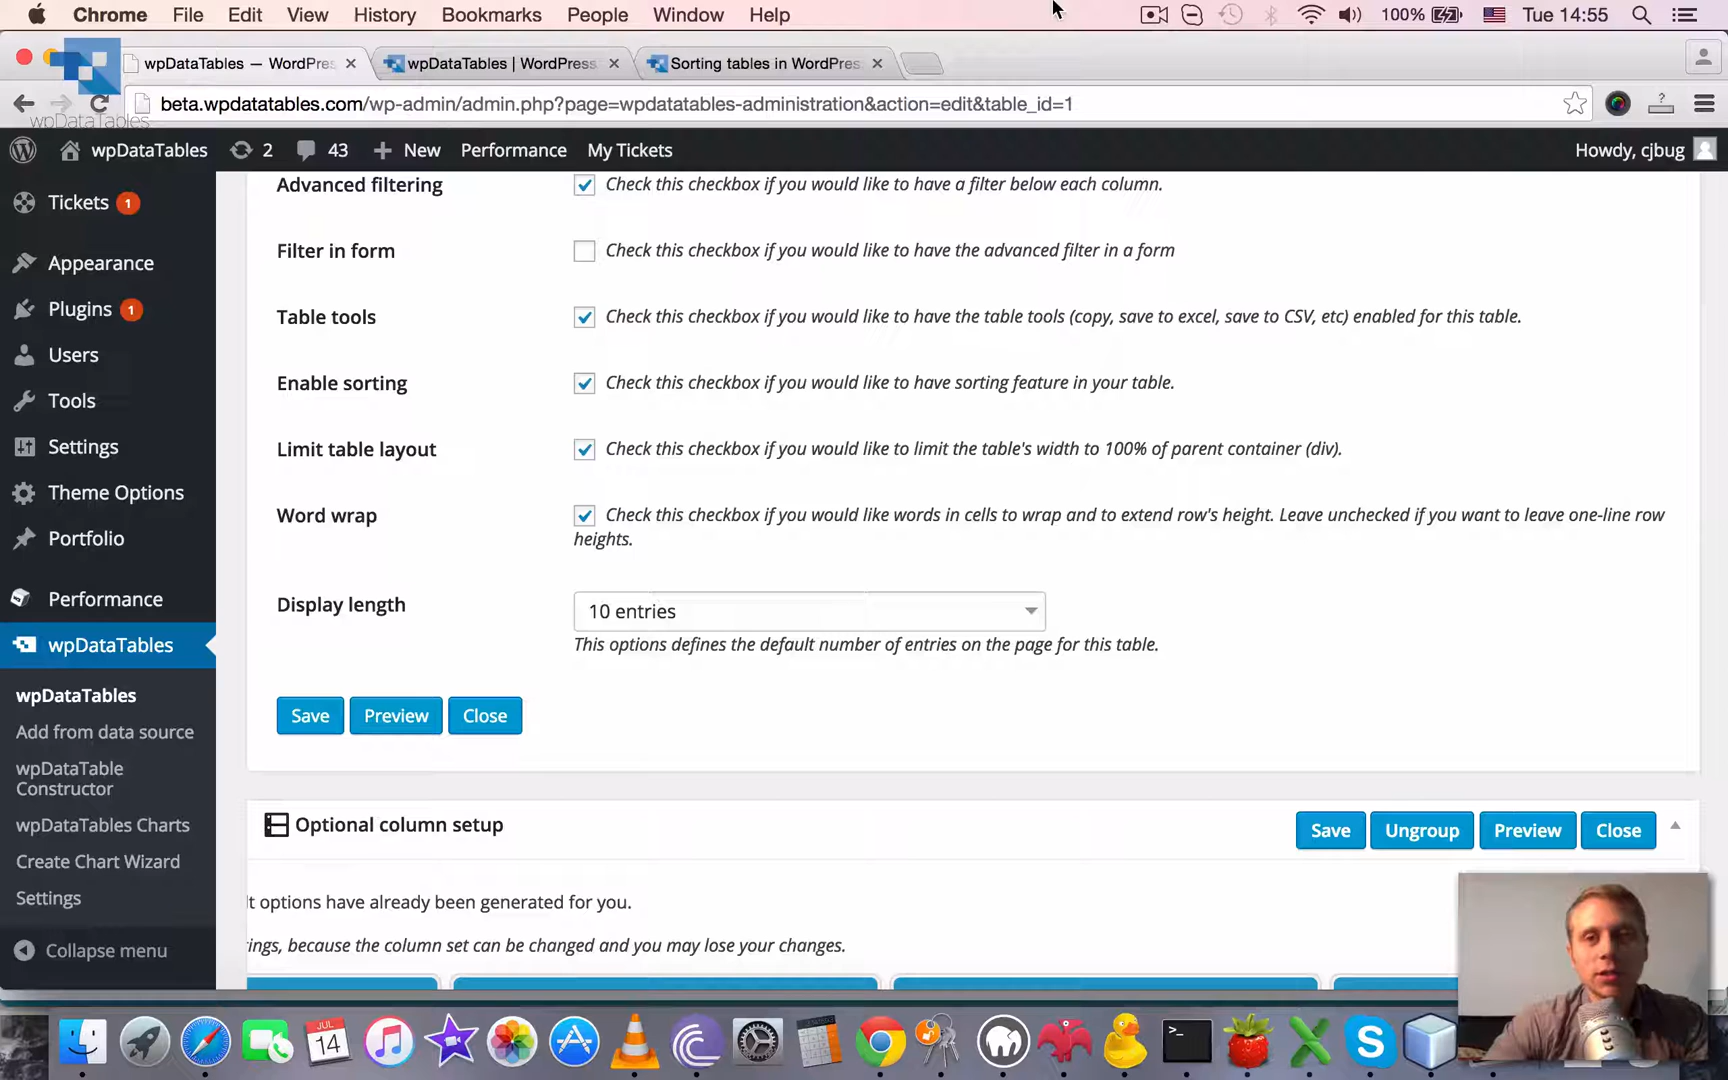 Chrome File Edit View History Bookmarks People Window Help 100% Tue 14:55
wpDataTables — WordPres
wpDataTables | WordPress
Sorting tables in WordPres
beta.wpdatatables.com/wp-admin/admin.php?page=wpdatatables-administration&action=edit&table_id=1
wpDataTables
wpDataTables 2 43 New Performance My Tickets Howdy, cjbug
Tickets 1
Appearance
Plugins 1
Users
Tools
Settings
Theme Options
Portfolio
Performance
wpDataTables
wpDataTables
Add from data source
wpDataTable
Constructor
wpDataTables Charts
Create Chart Wizard
Settings
Collapse menu
Advanced filtering Check this checkbox if you would like to have a filter below each column.
Filter in form Check this checkbox if you would like to have the advanced filter in a form
Table tools Check this checkbox if you would like to have the table tools (copy, save to excel, save to CSV, etc) enabled for this table.
Enable sorting Check this checkbox if you would like to have sorting feature in your table.
Limit table layout Check this checkbox if you would like to limit the table's width to 100% of parent container (div).
Word wrap Check this checkbox if you would like words in cells to wrap and to extend row's height. Leave unchecked if you want to leave one-line row
heights.
Display length 10 entries
This options defines the default number of entries on the page for this table.
Save Preview Close
Optional column setup Save Ungroup Preview Close
lt options have already been generated for you.
ings, because the column set can be changed and you may lose your changes.
JUL
14